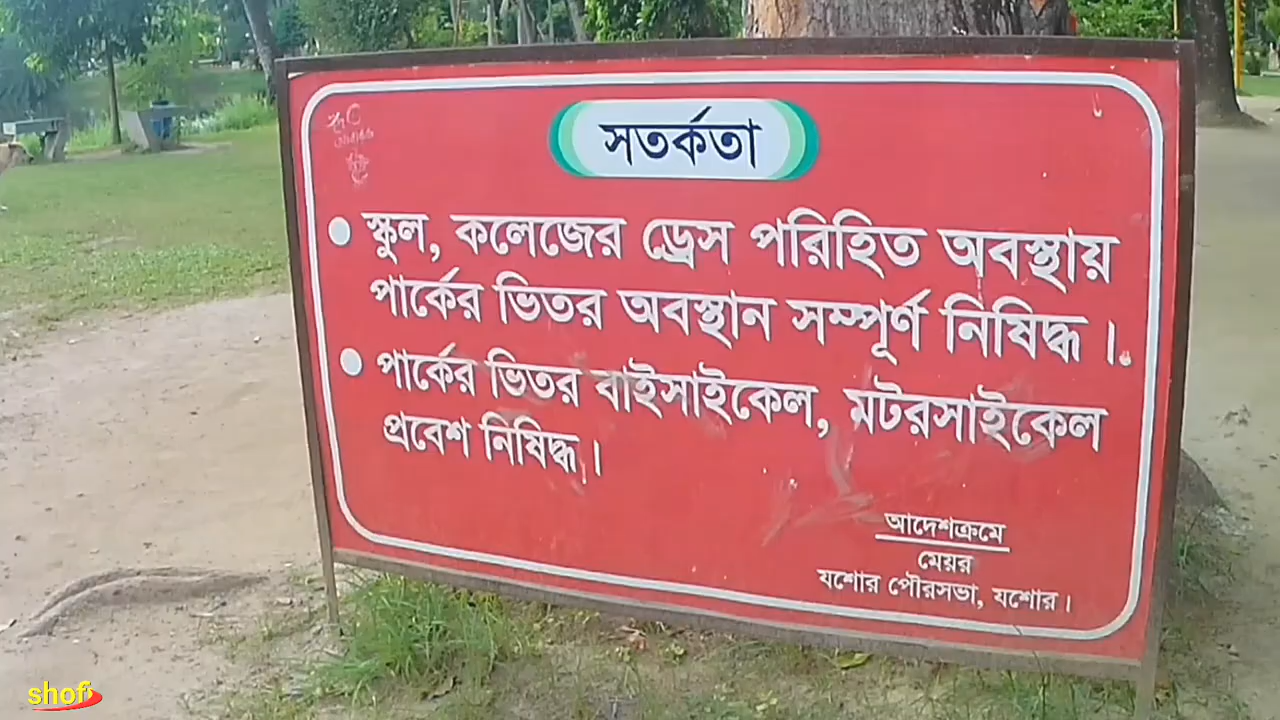 সতর্কতা
স্কুল, কলেজের ড্রেস পরিহিত অবস্থায়
পার্কের ভিতর অবস্থান সম্পূর্ণ নিষিদ্ধ।
পার্কের ভিতর বাইসাইকেল, মটরসাইকেল
প্রবেশ নিষিদ্ধ।
আদেশক্রমে
মেয়র
যশোর পৌরসভা, যশোর।
shofi